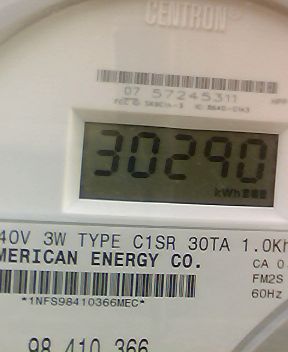 CENTRON®
07 57245311
30290
kWh
40V 3W TYPE C1SR 30TA 1.0Kh
MERICAN ENERGY CO.
CA 0.
FM2S
*1NFS98410366MEC*
60Hz
98 410 366